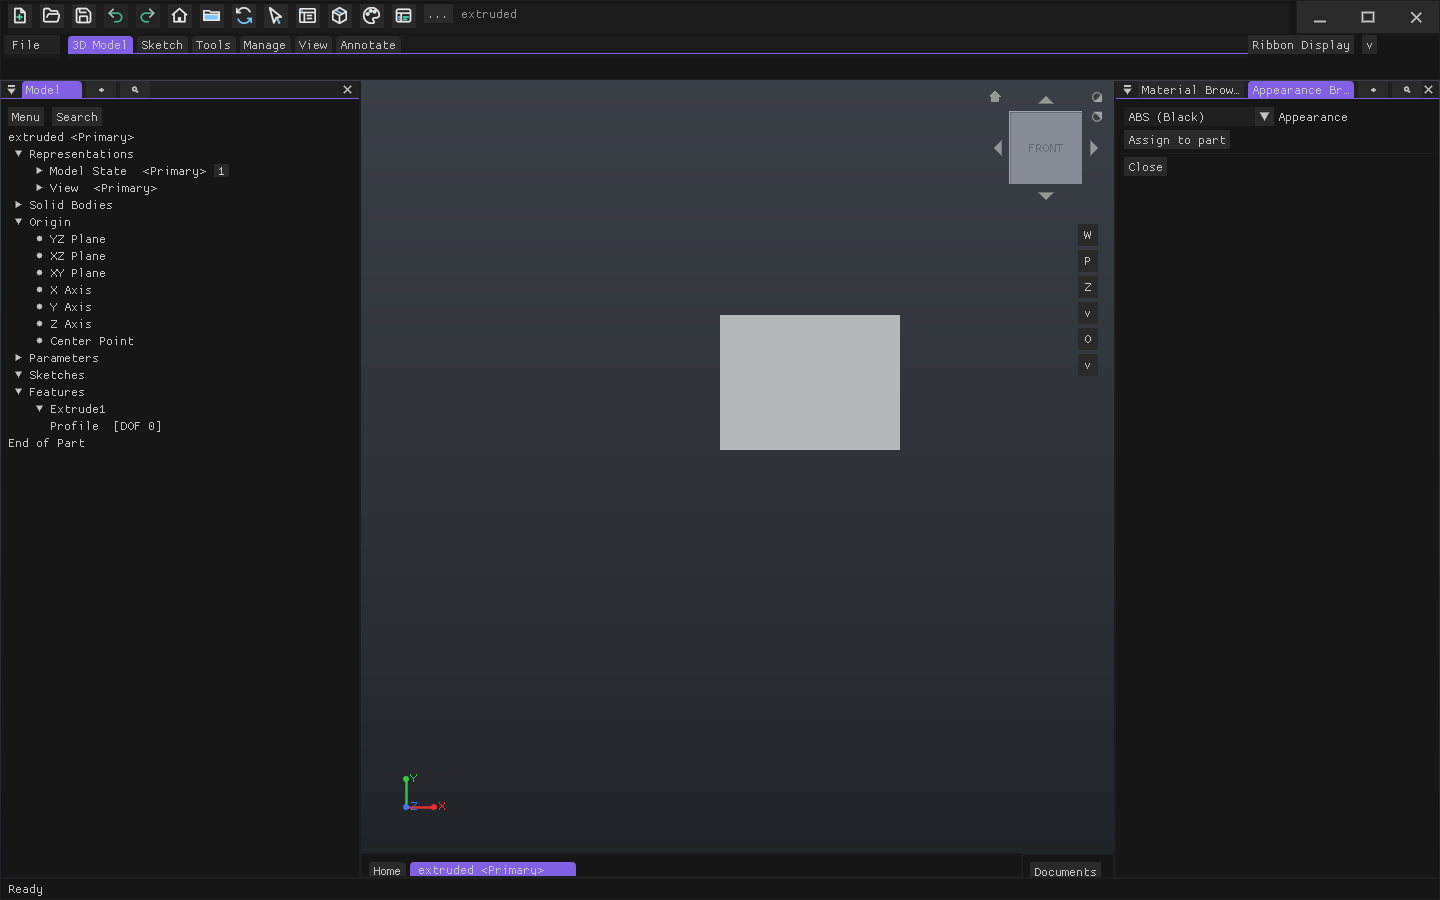 ... extruded
File 3D Model Sketch Tools Manage View Annotate Ribbon Display v
Model
Menu Search
extruded <Primary>
Representations
Model State <Primary> 1
View <Primary>
Solid Bodies
Origin
YZ Plane
XZ Plane
XY Plane
X Axis
Y Axis
Z Axis
Center Point
Parameters
Sketches
Features
Extrude1
Profile [DOF 0]
End of Part
FRONT
W
P
Z
v
O
v
Y
Z X
Home extruded <Primary> Documents
Material Brow… Appearance Br…
ABS (Black) Appearance
Assign to part
Close
Ready